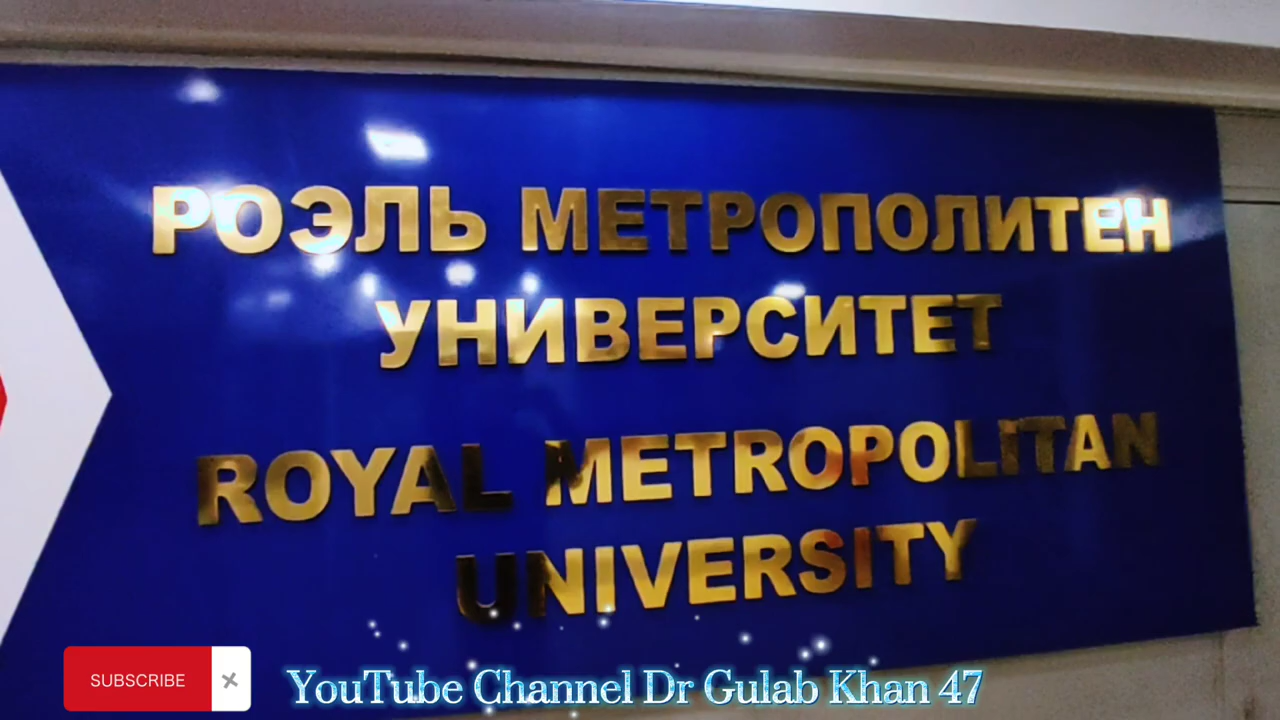 РОЭЛЬ МЕТРОПОЛИТЕН
УНИВЕРСИТЕТ
ROYAL METROPOLITAN
UNIVERSITY
SUBSCRIBE
YouTube Channel Dr Gulab Khan 47